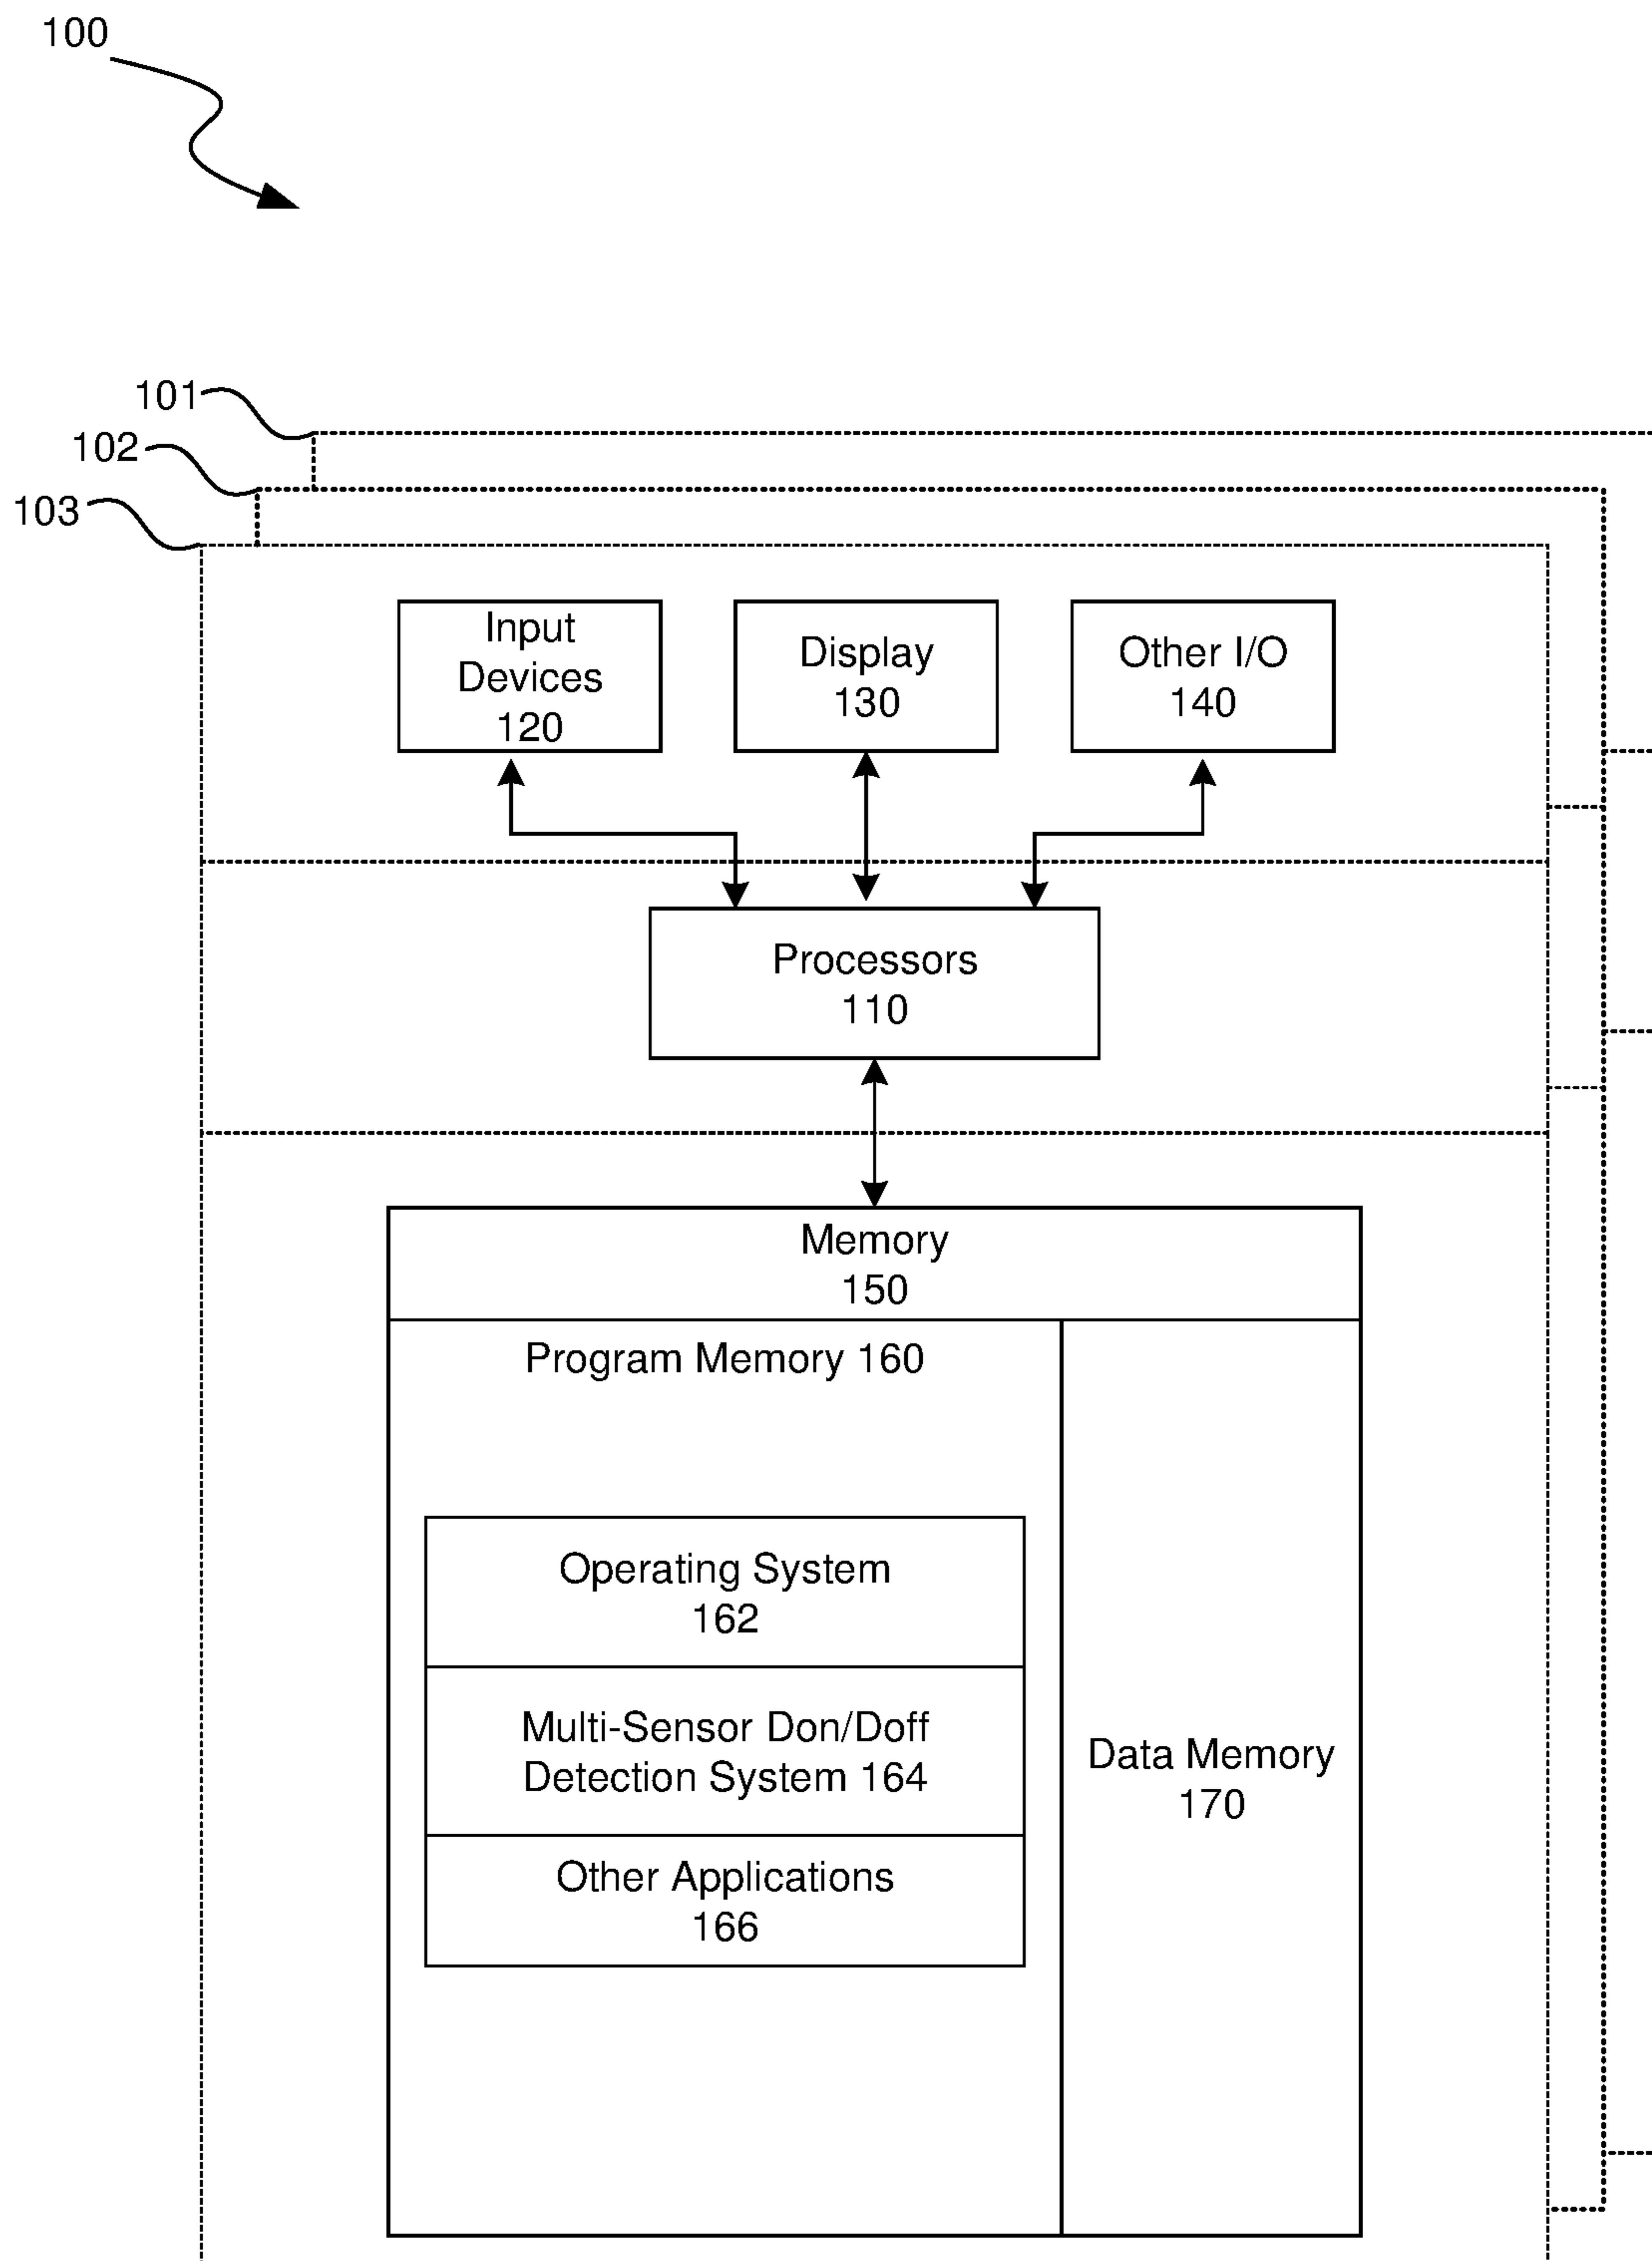 100
101
102
103
Input
Devices
120
Display
130
Other I/O
140
Processors
110
Memory
150
Program Memory 160
Operating System
162
Multi-Sensor Don/Doff
Detection System 164
Other Applications
166
Data Memory
170